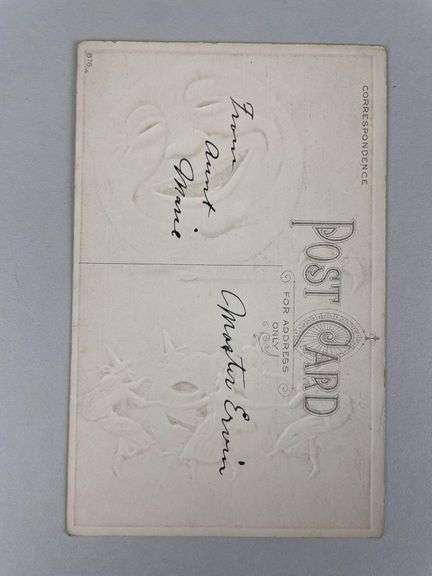 POST CARD
CORRESPONDENCE
FOR ADDRESS
ONLY
From
Aunt
Marie
Master Ervin